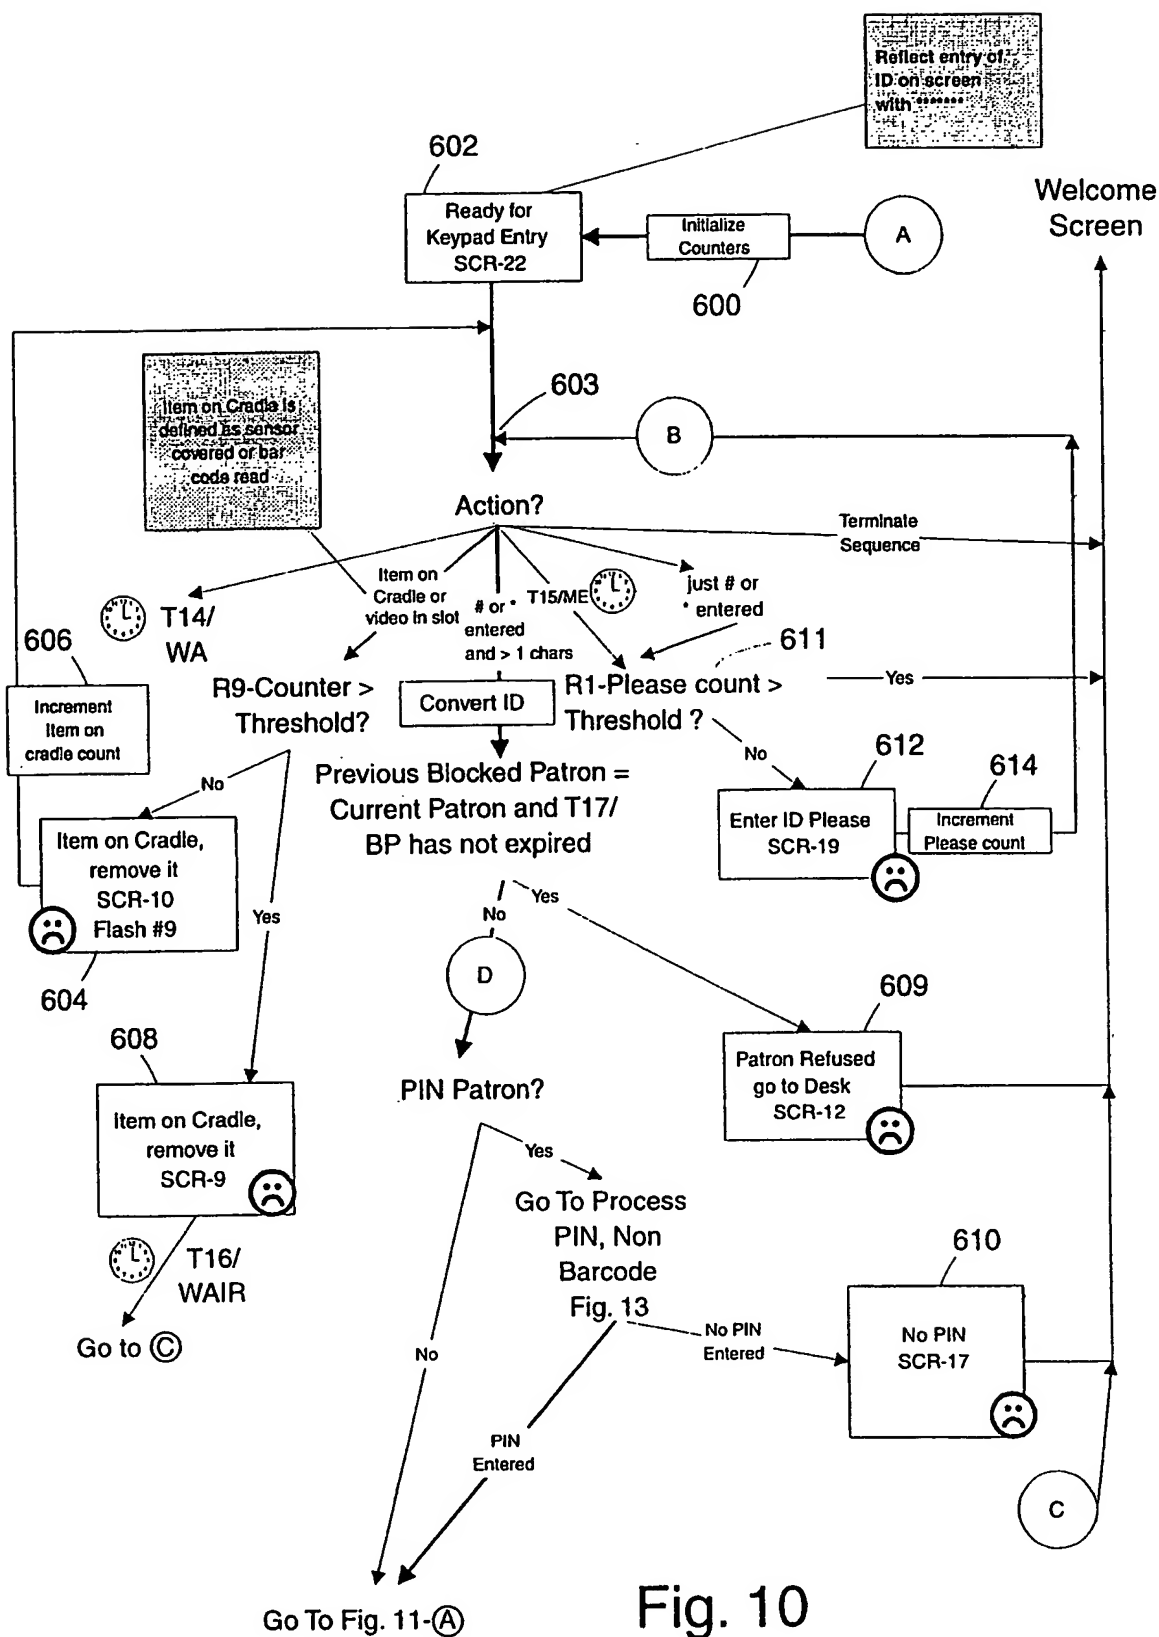 Reflect entry of
ID on screen
with *******
602
Welcome
Screen
Ready for
Keypad Entry
SCR-22
Initialize
Counters
A
600
603
Item on Cradle is
defined as sensor
covered or bar
code read
B
Action?
Terminate
Sequence
Item on
Cradle or
video in slot
# or *
entered
and > 1 chars
T15/ME
just # or
* entered
T14/
WA
606
611
Increment
Item on
cradle count
R9-Counter >
Threshold?
Convert ID
R1-Please count >
Threshold ?
Yes
No
No
612
614
Previous Blocked Patron =
Current Patron and T17/
BP has not expired
Enter ID Please
SCR-19
Increment
Please count
Item on Cradle,
remove it
SCR-10
Flash #9
Yes
No
Yes
604
D
609
608
PIN Patron?
Patron Refused
go to Desk
SCR-12
Item on Cradle,
remove it
SCR-9
Yes
Go To Process
PIN, Non
Barcode
Fig. 13
T16/
WAIR
610
Go to C
No
No PIN
Entered
No PIN
SCR-17
PIN
Entered
C
Go To Fig. 11-A
Fig. 10